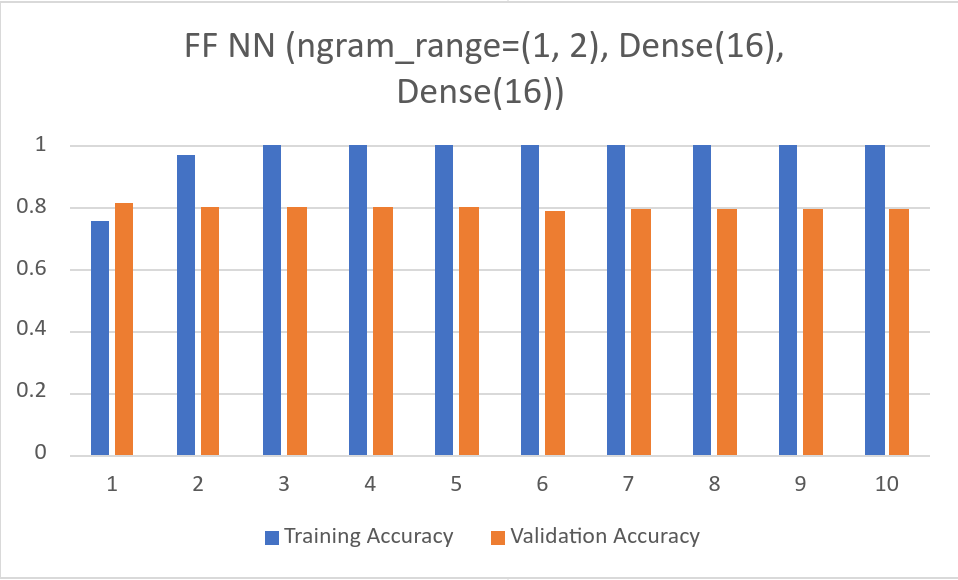 FF NN (ngram_range=(1, 2), Dense(16),
Dense(16))
1
0.8
0.6
0.4
0.2
0
1 2 3 4 5 6 7 8 9 10
Training Accuracy Validation Accuracy